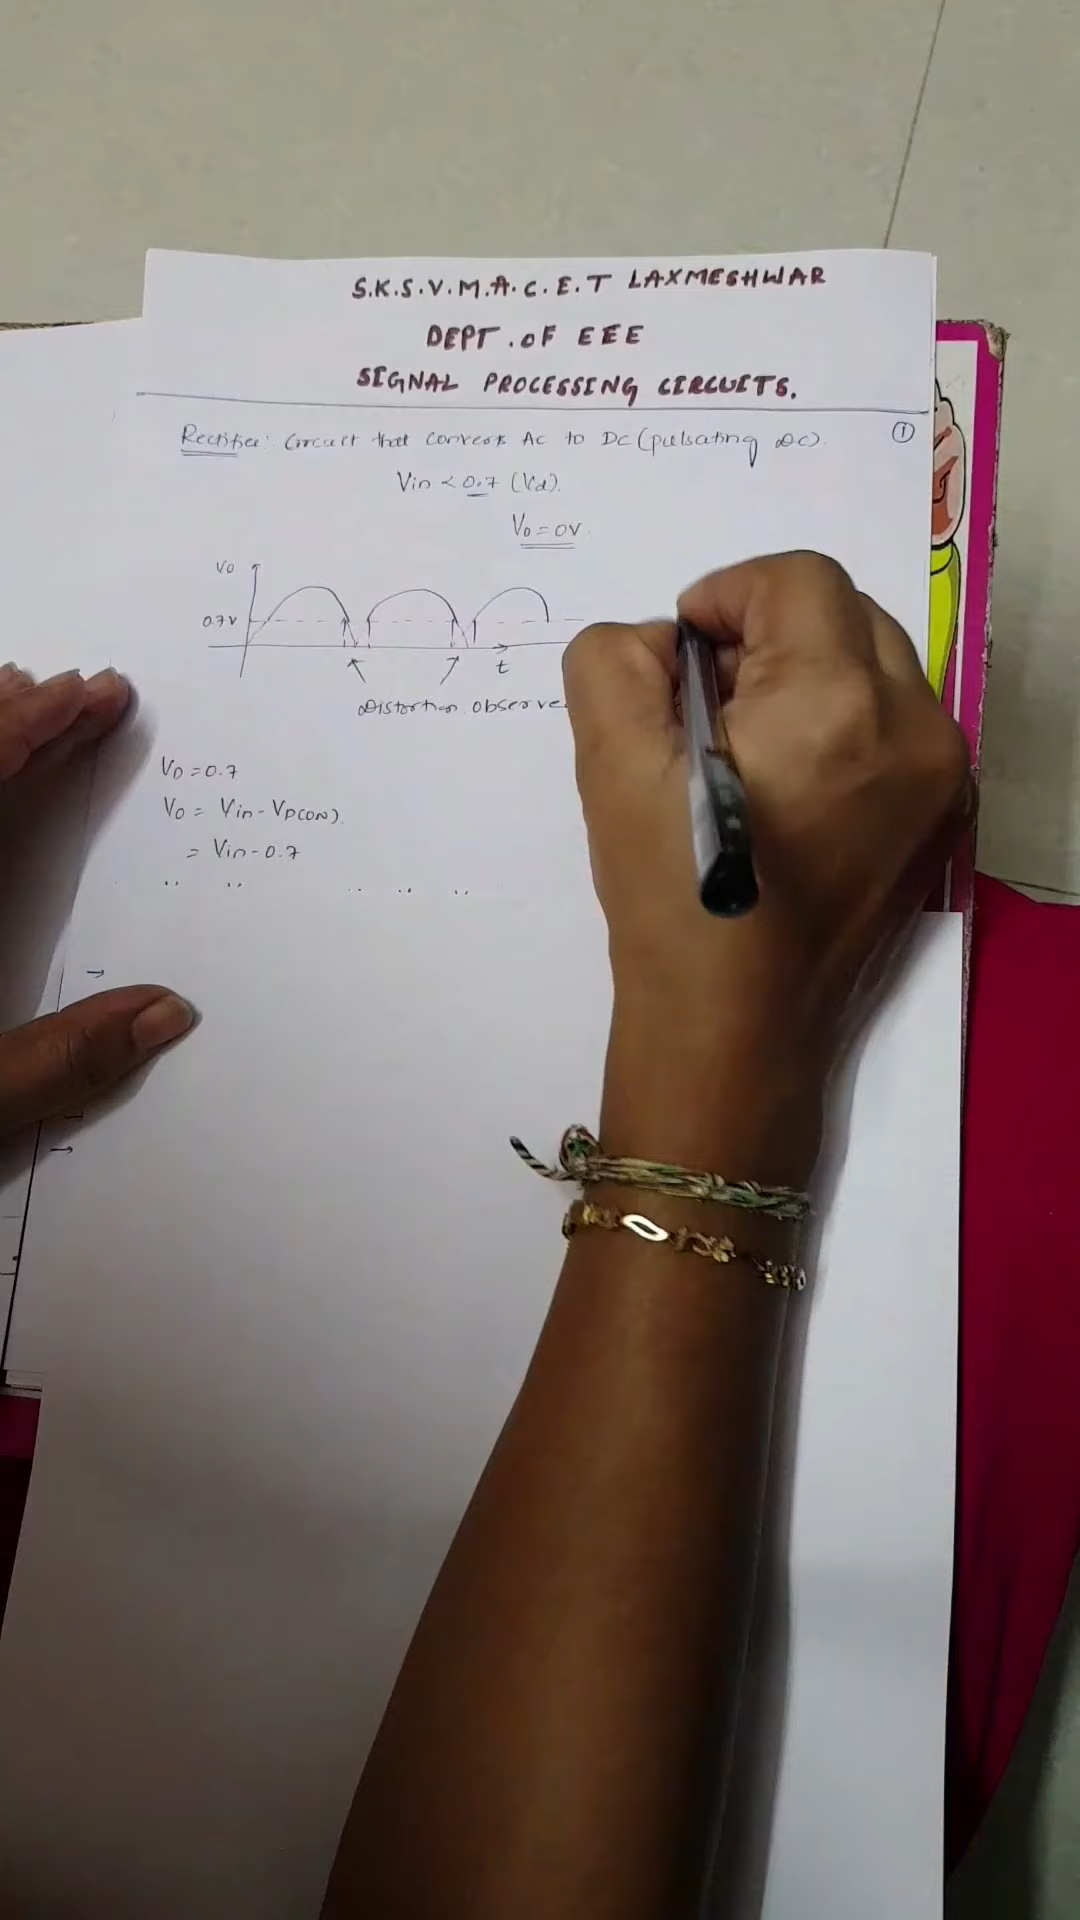 S.K.S.V.M.A.C.E.T LAXMESHWAR
DEPT. OF EEE
SIGNAL PROCESSING CIRCUITS.
①
Rectifier: Circuit that converts AC to DC (pulsating DC).
Vin < 0.7 (Vd).
Vo = 0V.
Vo
0.7V
t
Distortion observe
VD = 0.7
Vo = Vin - VD(ON).
= Vin - 0.7